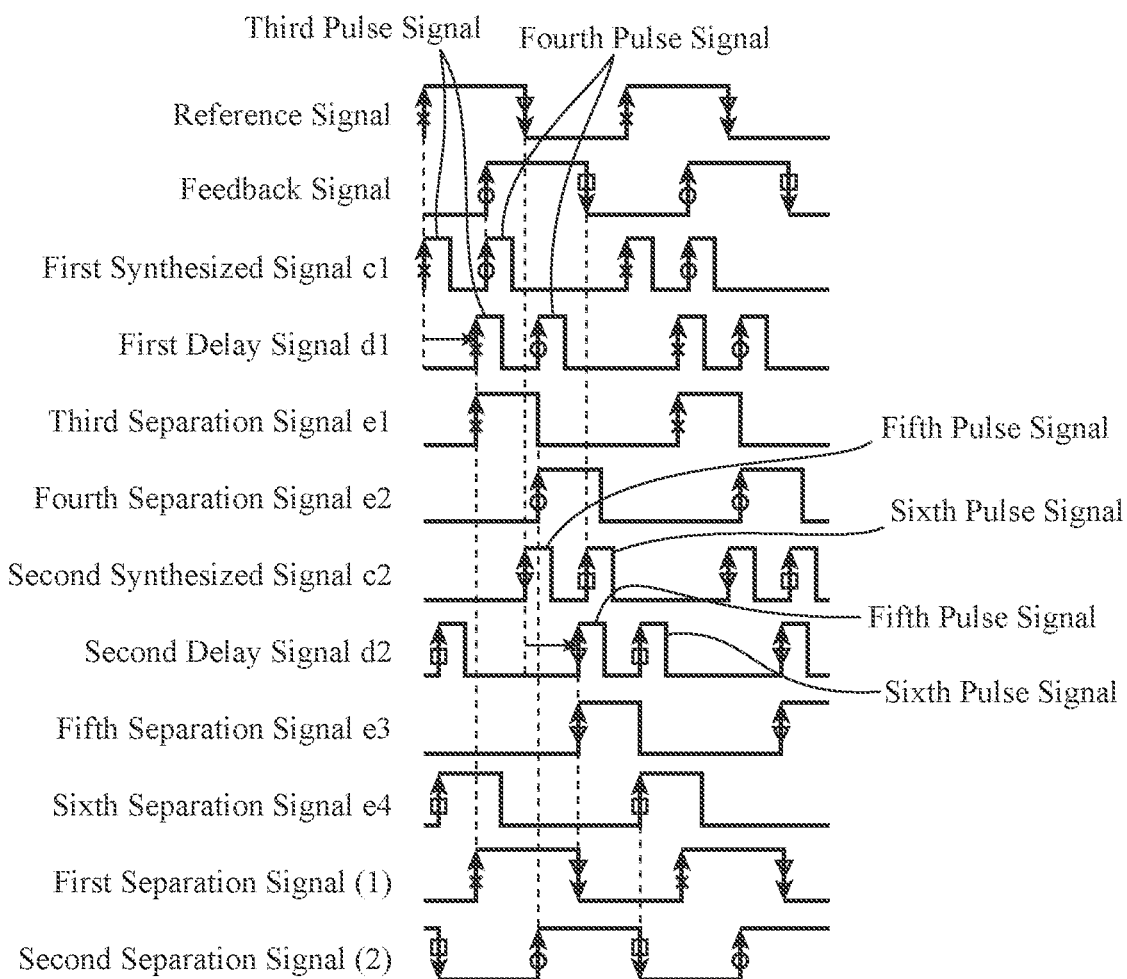 Third Pulse Signal
Fourth Pulse Signal
Reference Signal
Feedback Signal
First Synthesized Signal c1
First Delay Signal d1
Third Separation Signal e1
Fifth Pulse Signal
Fourth Separation Signal e2
Sixth Pulse Signal
Second Synthesized Signal c2
Fifth Pulse Signal
Second Delay Signal d2
Sixth Pulse Signal
Fifth Separation Signal e3
Sixth Separation Signal e4
First Separation Signal (1)
Second Separation Signal (2)